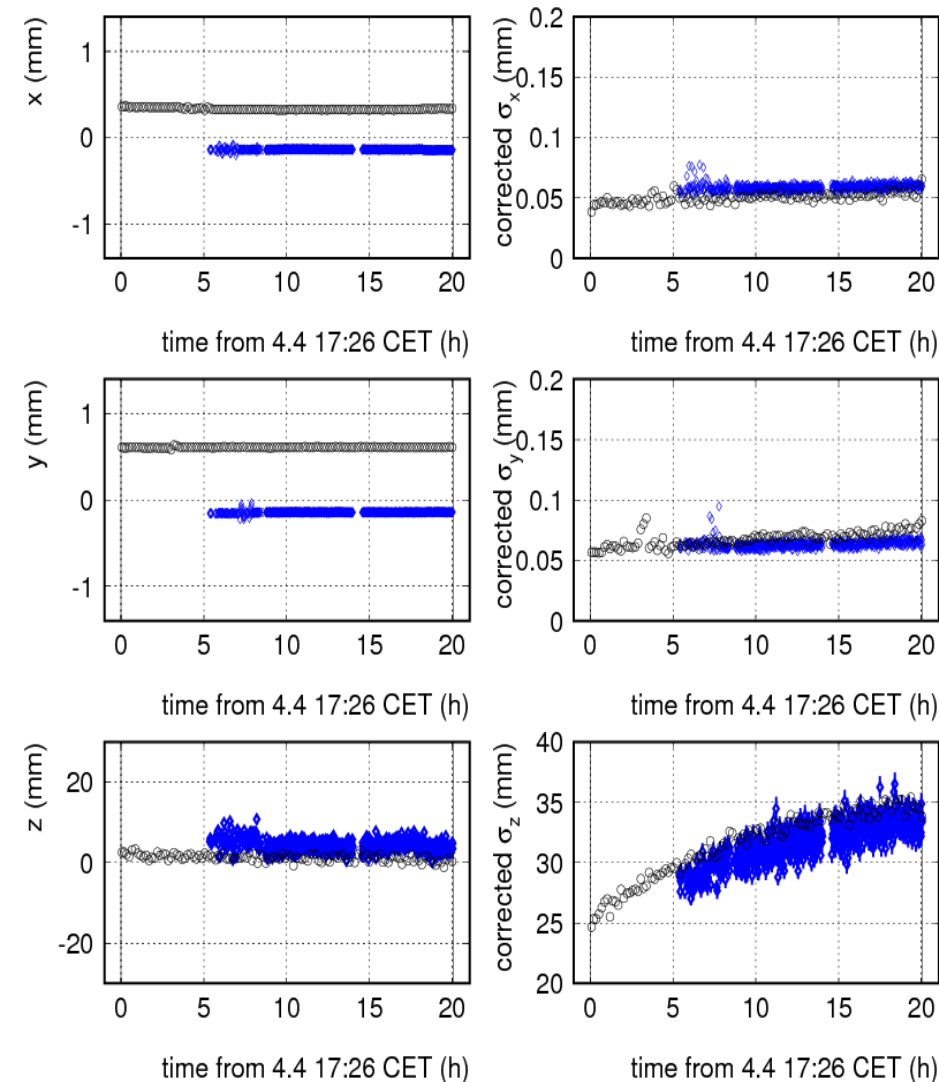 x (mm)
1
0
-1
0 5 10 15 20
time from 4.4 17:26 CET (h)
corrected σx (mm)
0.2
0.15
0.1
0.05
0
0 5 10 15 20
time from 4.4 17:26 CET (h)
y (mm)
1
0
-1
0 5 10 15 20
time from 4.4 17:26 CET (h)
corrected σy (mm)
0.2
0.15
0.1
0.05
0
0 5 10 15 20
time from 4.4 17:26 CET (h)
z (mm)
20
0
-20
0 5 10 15 20
time from 4.4 17:26 CET (h)
corrected σz (mm)
40
35
30
25
20
0 5 10 15 20
time from 4.4 17:26 CET (h)